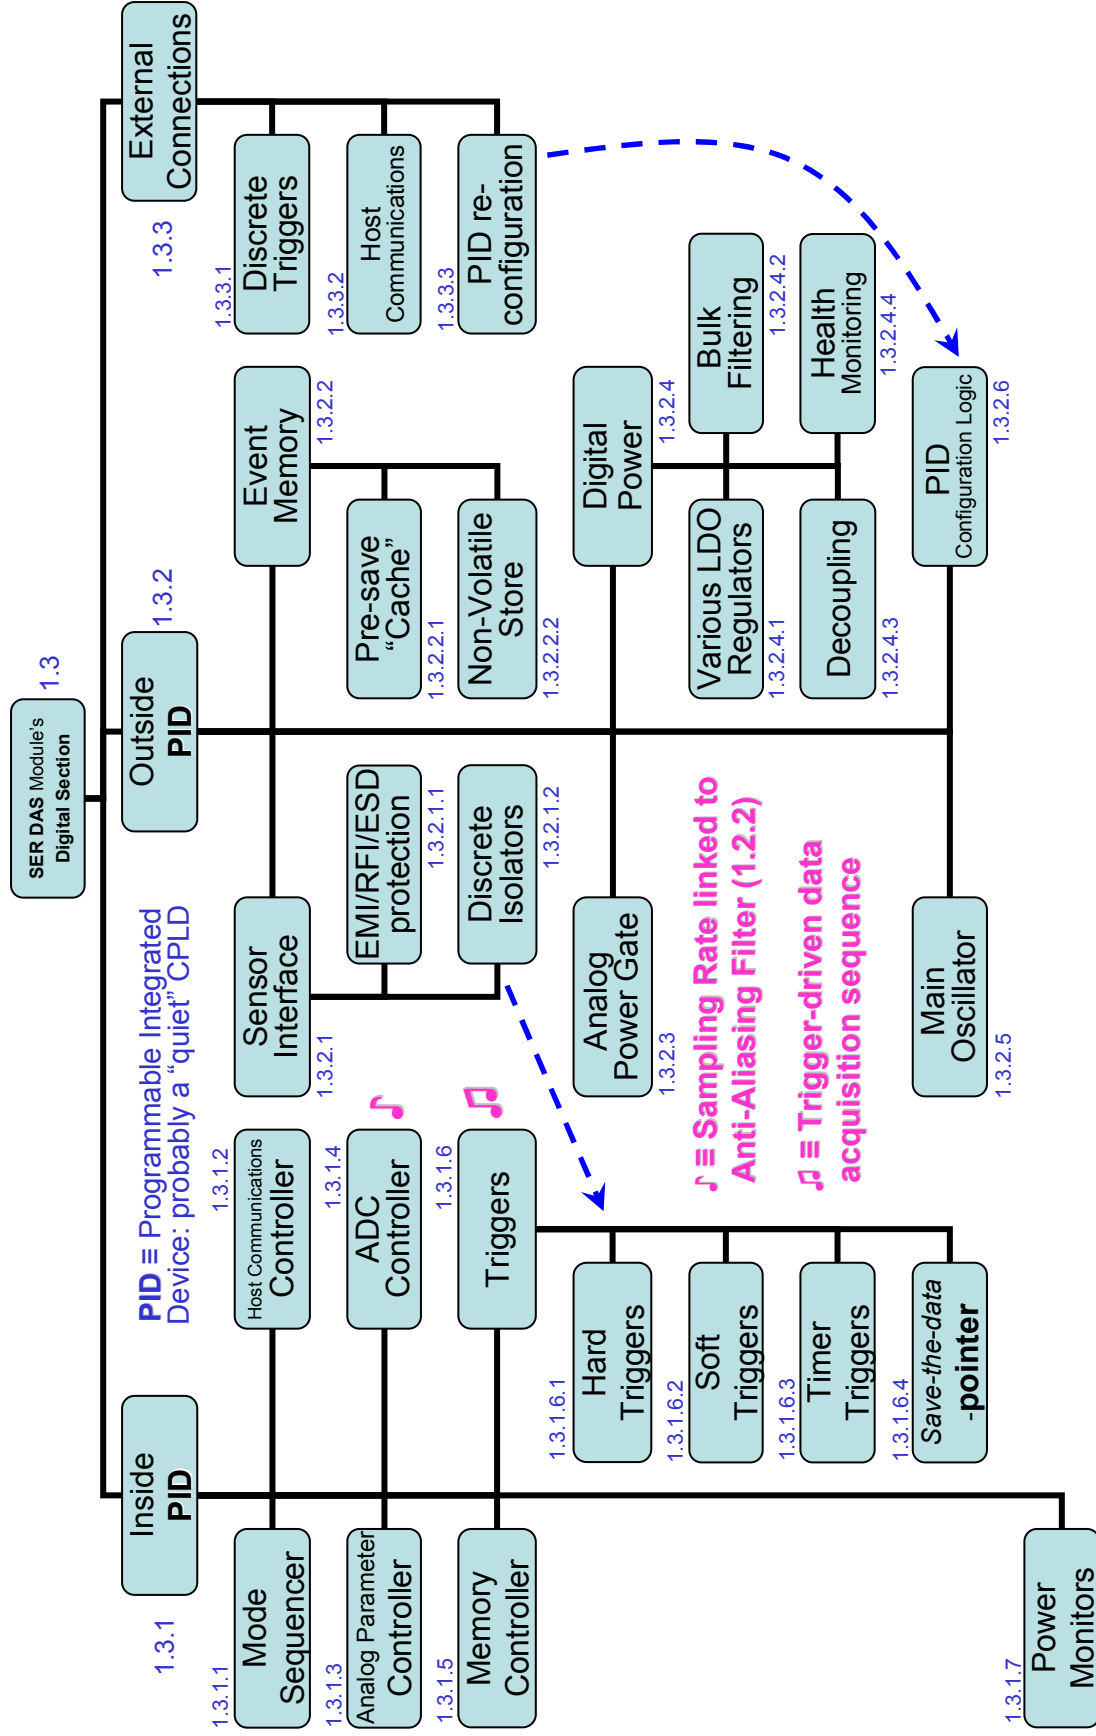 SER DAS Module's
Digital Section
1.3
PID ≡ Programmable Integrated
Device: probably a "quiet" CPLD
Inside
PID
1.3.1
Mode
Sequencer
1.3.1.1
Host Communications
Controller
1.3.1.2
Analog Parameter
Controller
1.3.1.3
ADC
Controller
1.3.1.4
♪
Memory
Controller
1.3.1.5
Triggers
1.3.1.6
♫
Hard
Triggers
1.3.1.6.1
Soft
Triggers
1.3.1.6.2
Timer
Triggers
1.3.1.6.3
Save-the-data
-pointer
1.3.1.6.4
Power
Monitors
1.3.1.7
Outside
PID
1.3.2
Sensor
Interface
1.3.2.1
EMI/RFI/ESD
protection
1.3.2.1.1
Discrete
Isolators
1.3.2.1.2
Event
Memory
1.3.2.2
Pre-save
“Cache”
1.3.2.2.1
Non-Volatile
Store
1.3.2.2.2
Analog
Power Gate
1.3.2.3
Digital
Power
1.3.2.4
Various LDO
Regulators
1.3.2.4.1
Bulk
Filtering
1.3.2.4.2
Decoupling
1.3.2.4.3
Health
Monitoring
1.3.2.4.4
Main
Oscillator
1.3.2.5
PID
Configuration Logic
1.3.2.6
External
Connections
1.3.3
Discrete
Triggers
1.3.3.1
Host
Communications
1.3.3.2
PID re-
configuration
1.3.3.3
♪ ≡ Sampling Rate linked to
Anti-Aliasing Filter (1.2.2)
♫ ≡ Trigger-driven data
acquisition sequence